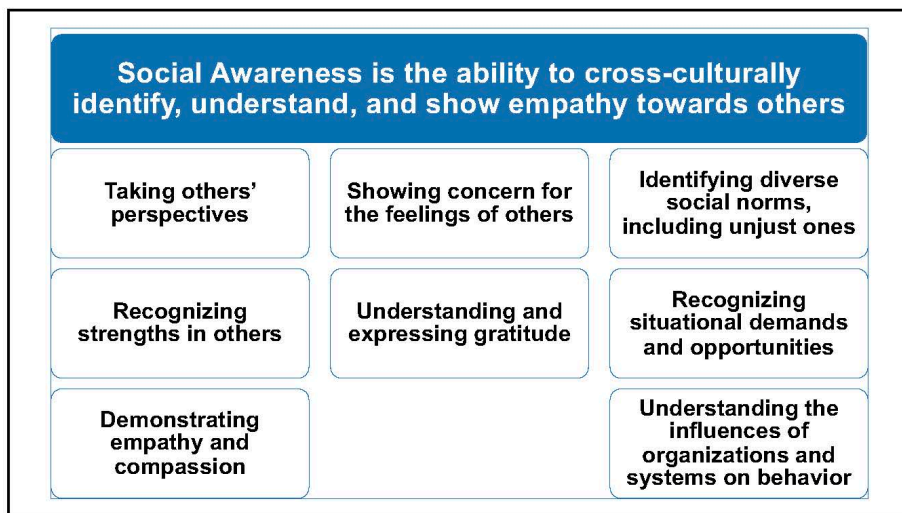 Social Awareness is the ability to cross-culturally
identify, understand, and show empathy towards others
Taking others’
perspectives
Showing concern for
the feelings of others
Identifying diverse
social norms,
including unjust ones
Recognizing
strengths in others
Understanding and
expressing gratitude
Recognizing
situational demands
and opportunities
Demonstrating
empathy and
compassion
Understanding the
influences of
organizations and
systems on behavior